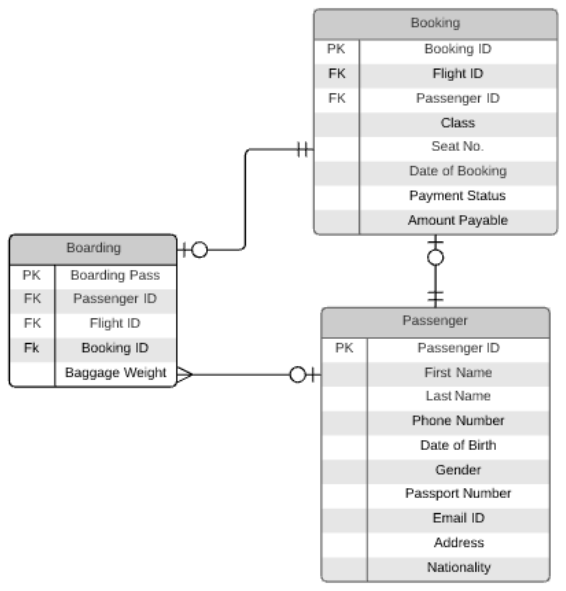 Booking
PK Booking ID
FK Flight ID
FK Passenger ID
Class
Seat No.
Date of Booking
Payment Status
Amount Payable
Boarding
PK Boarding Pass
FK Passenger ID
FK Flight ID
Fk Booking ID
Baggage Weight
Passenger
PK Passenger ID
First Name
Last Name
Phone Number
Date of Birth
Gender
Passport Number
Email ID
Address
Nationality